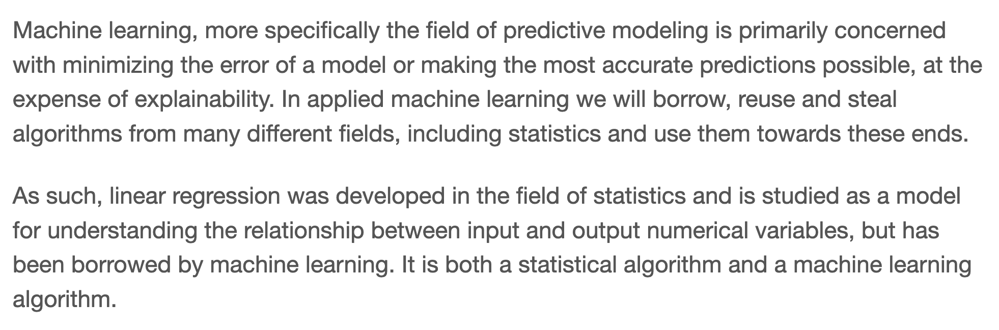 Machine learning, more specifically the field of predictive modeling is primarily concerned
with minimizing the error of a model or making the most accurate predictions possible, at the
expense of explainability. In applied machine learning we will borrow, reuse and steal
algorithms from many different fields, including statistics and use them towards these ends.
As such, linear regression was developed in the field of statistics and is studied as a model
for understanding the relationship between input and output numerical variables, but has
been borrowed by machine learning. It is both a statistical algorithm and a machine learning
algorithm.